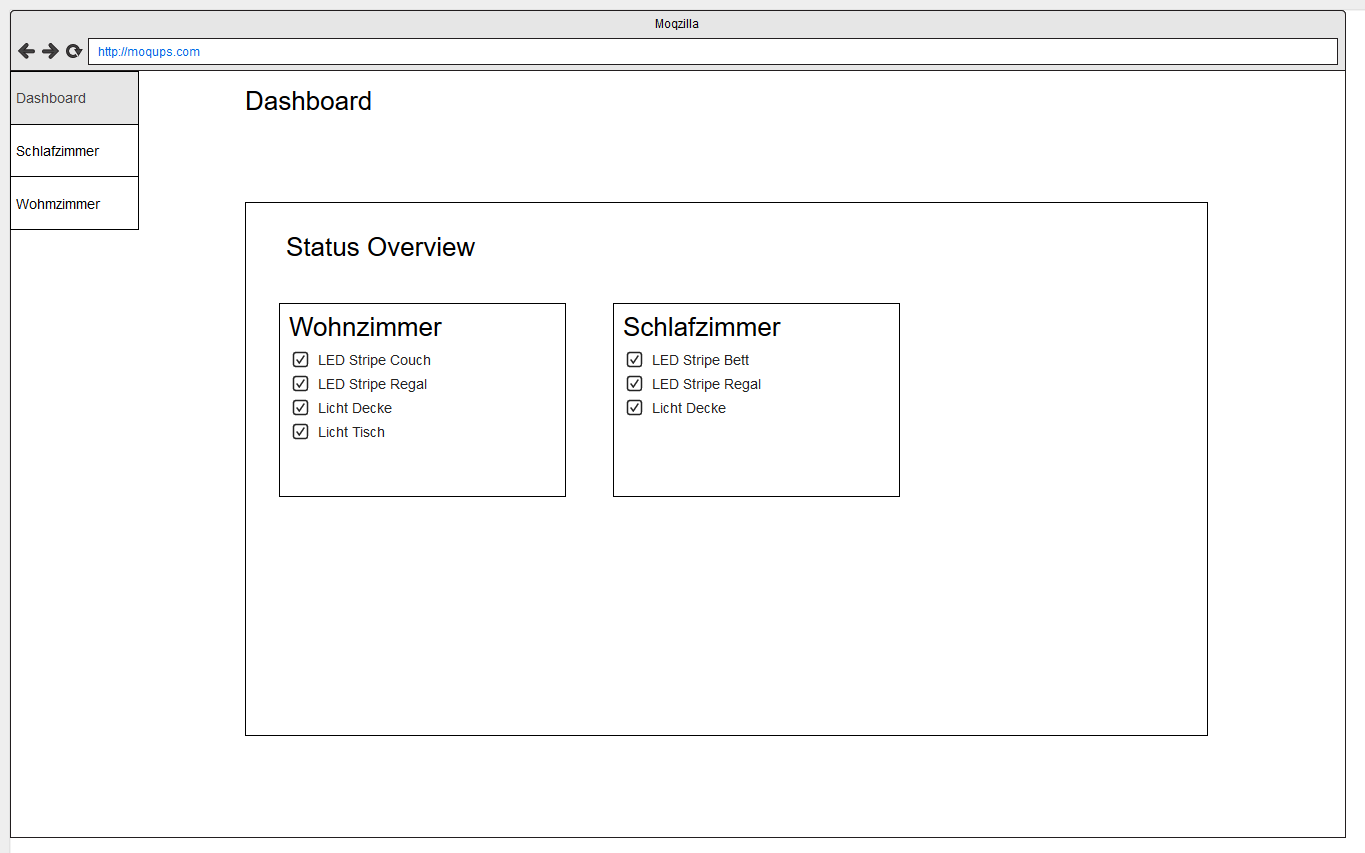 Moqzilla
http://moqups.com
Dashboard
Schlafzimmer
Wohmzimmer
Dashboard
Status Overview
Wohnzimmer
LED Stripe Couch
LED Stripe Regal
Licht Decke
Licht Tisch
Schlafzimmer
LED Stripe Bett
LED Stripe Regal
Licht Decke